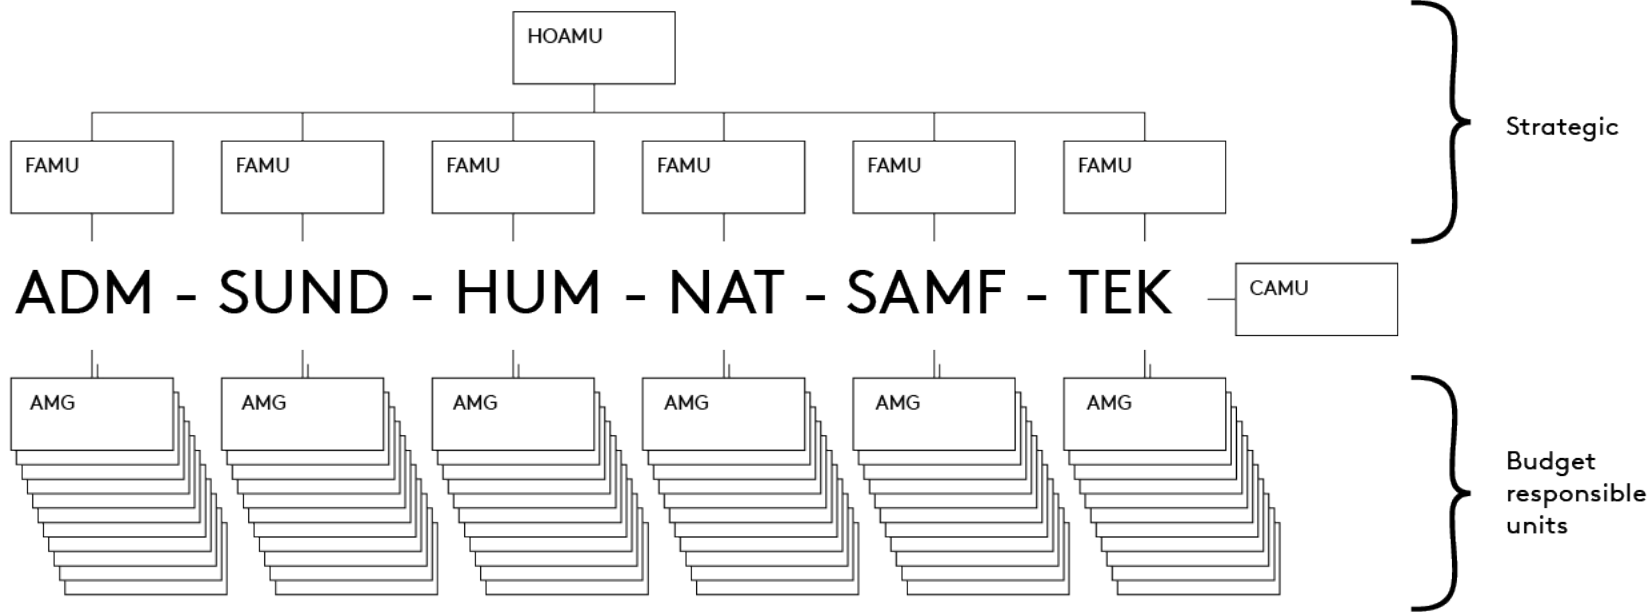 HOAMU
Strategic
FAMU
FAMU
FAMU
FAMU
FAMU
FAMU
ADM - SUND - HUM - NAT - SAMF - TEK
CAMU
AMG
AMG
AMG
AMG
AMG
AMG
Budget
responsible
units